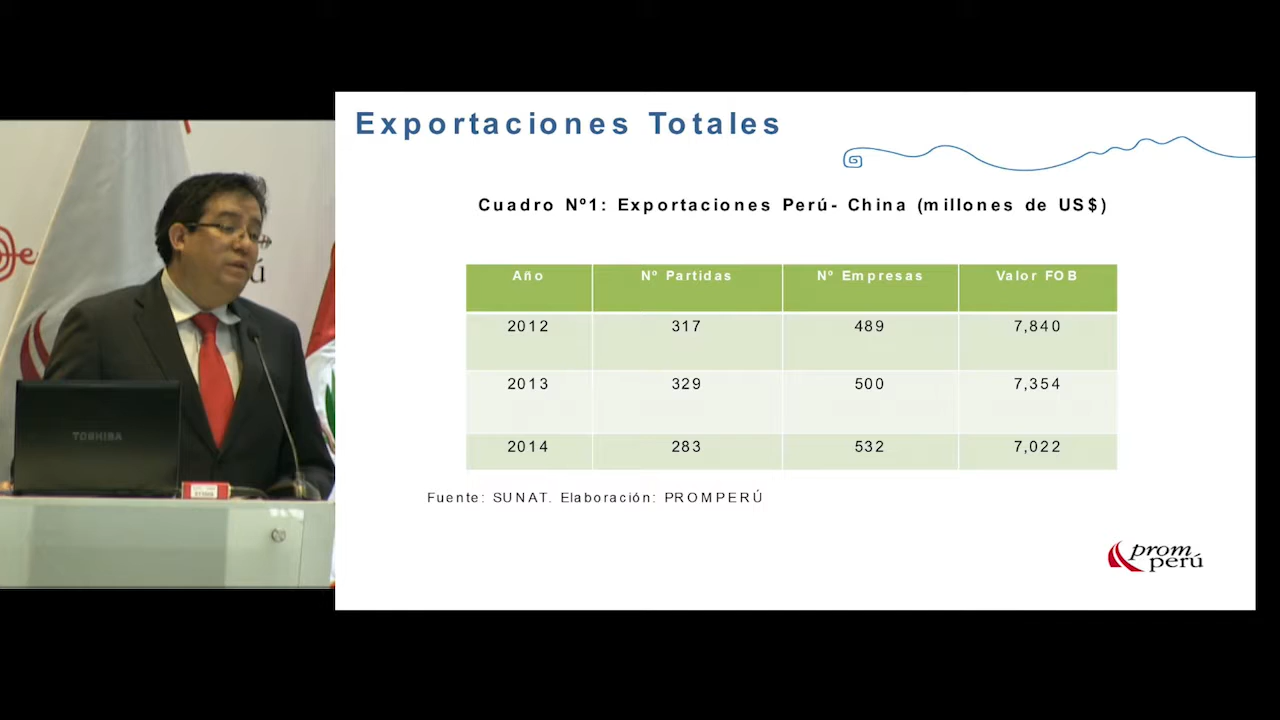 Exportaciones Totales
Cuadro Nº1: Exportaciones Perú- China (millones de US$)
Año Nº Partidas Nº Empresas Valor FOB
2012 317 489 7,840
2013 329 500 7,354
2014 283 532 7,022
Fuente: SUNAT. Elaboración: PROMPERÚ
prom
perú
TOSHIBA